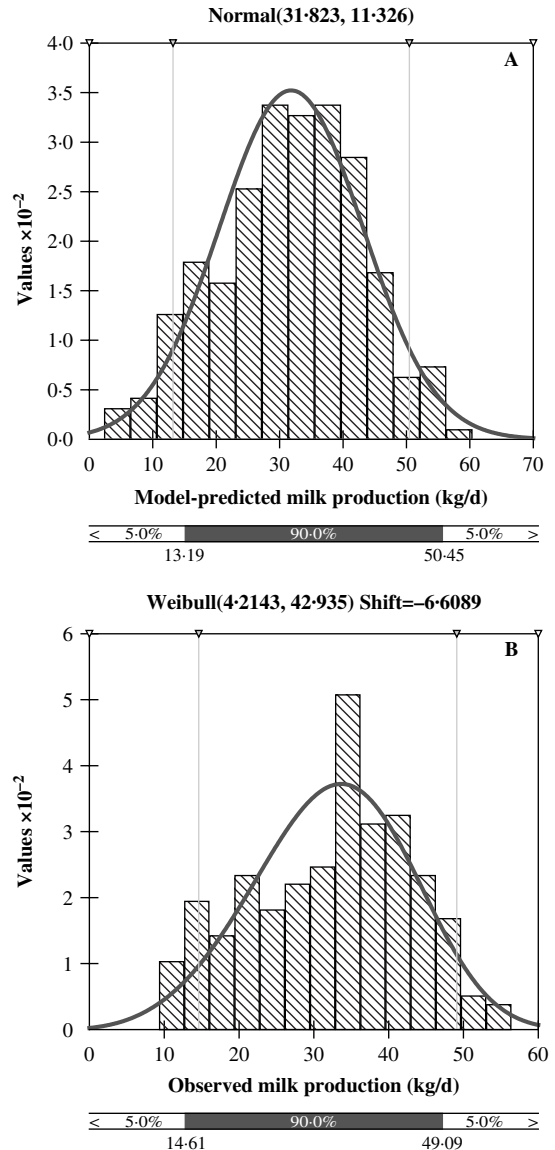 Normal(31·823, 11·326)
A
4·0
3·5
3·0
2·5
2·0
1·5
1·0
0·5
0·0
Values ×10⁻²
0 10 20 30 40 50 60 70
Model-predicted milk production (kg/d)
< 5·0% 90·0% 5·0% >
13·19 50·45
Weibull(4·2143, 42·935) Shift=–6·6089
B
6
5
4
3
2
1
0
Values ×10⁻²
0 10 20 30 40 50 60
Observed milk production (kg/d)
< 5·0% 90·0% 5·0% >
14·61 49·09